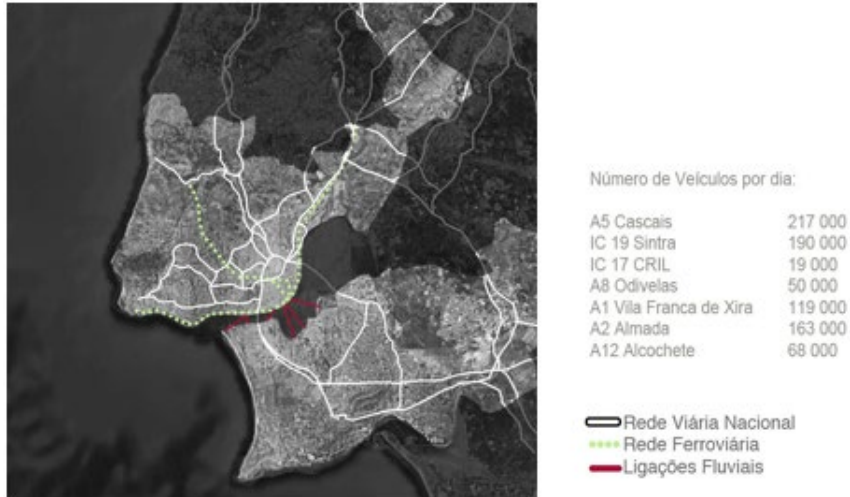 Número de Veículos por dia:
A5 Cascais 217 000
IC 19 Sintra 190 000
IC 17 CRIL 19 000
A8 Odivelas 50 000
A1 Vila Franca de Xira 119 000
A2 Almada 163 000
A12 Alcochete 68 000
Rede Viária Nacional
Rede Ferroviária
Ligações Fluviais